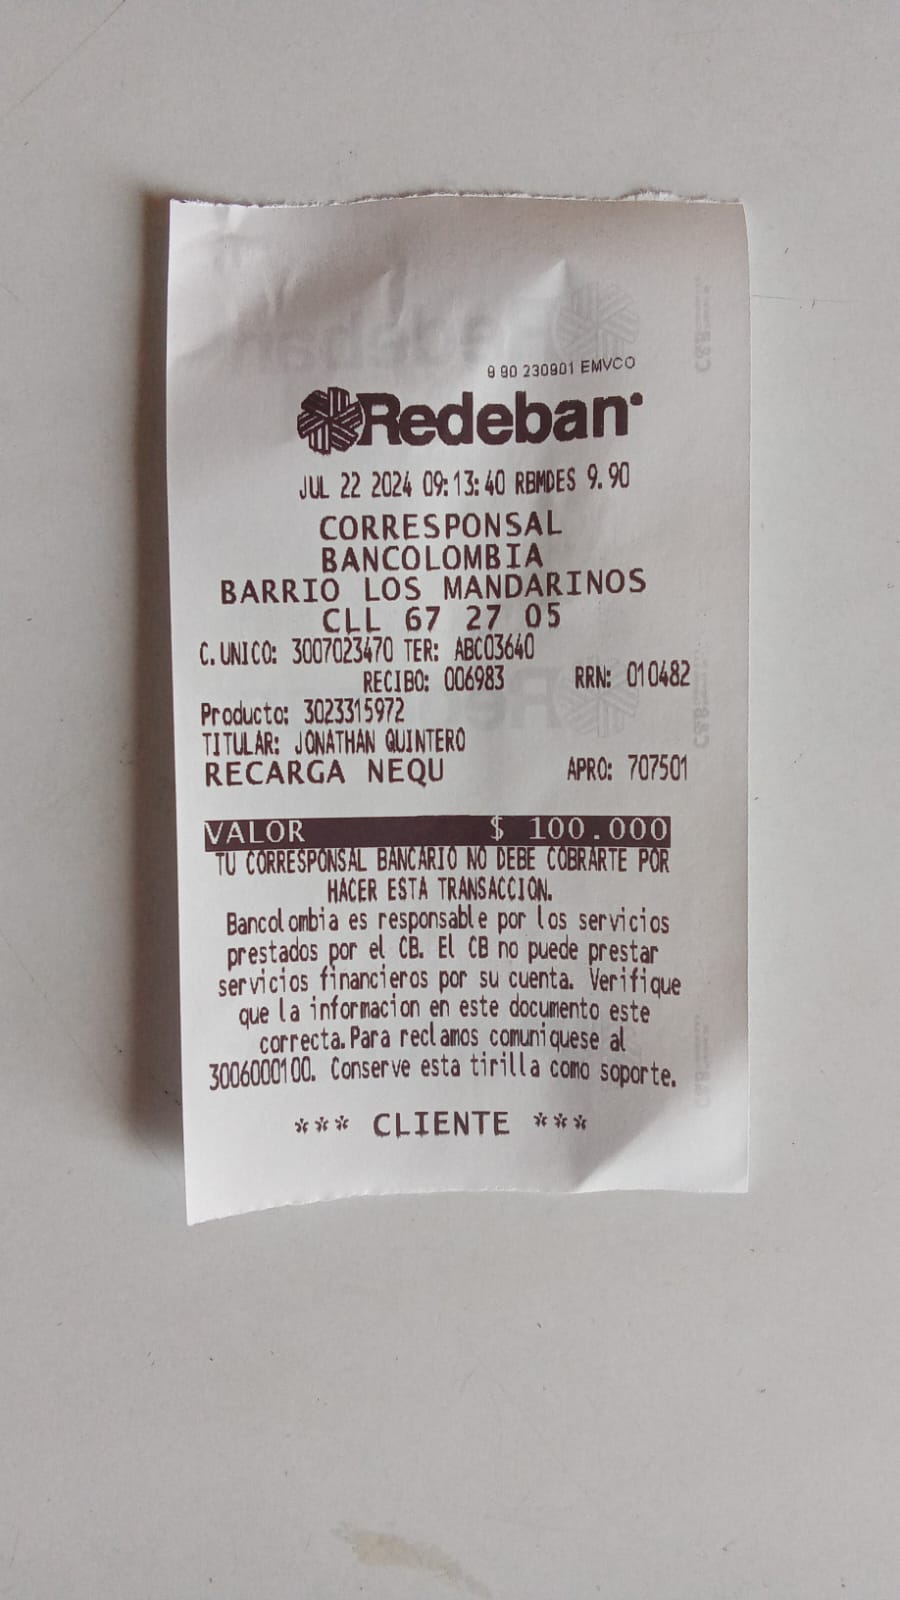 9 90 230901 EMVCO
Redeban
JUL 22 2024 09:13:40 RBMDES 9.90
CORRESPONSAL
BANCOLOMBIA
BARRIO LOS MANDARINOS
CLL 67 27 05
C.UNICO: 3007023470 TER: ABC03640
RECIBO: 006983 RRN: 010482
Producto: 3023315972
TITULAR: JONATHAN QUINTERO
RECARGA NEQU APRO: 707501
VALOR $ 100.000
TU CORRESPONSAL BANCARIO NO DEBE COBRARTE POR
HACER ESTA TRANSACCION.
Bancolombia es responsable por los servicios
prestados por el CB. El CB no puede prestar
servicios financieros por su cuenta. Verifique
que la informacion en este documento este
correcta.Para reclamos comuniquese al
3006000100. Conserve esta tirilla como soporte.
*** CLIENTE ***